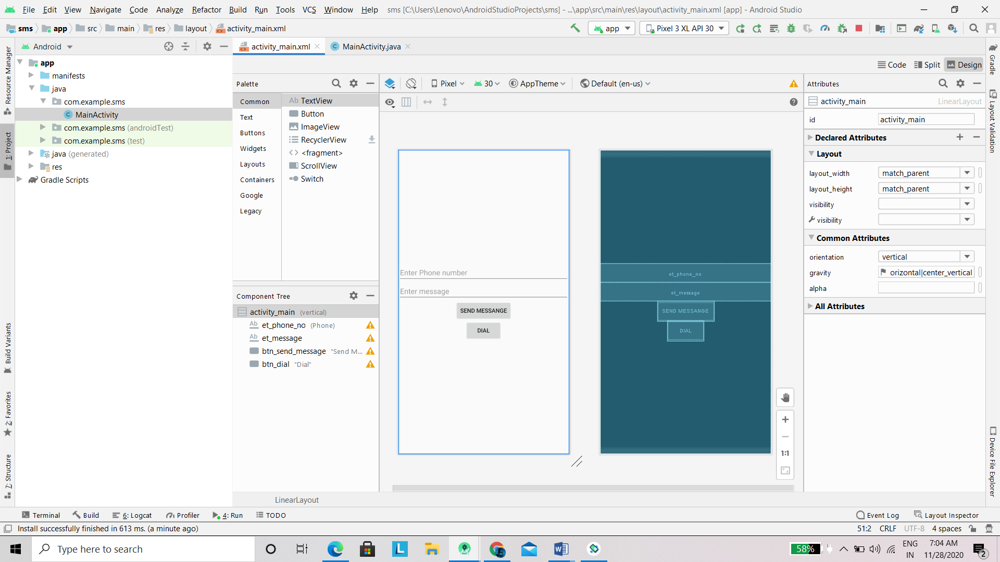 File Edit View Navigate Code Analyze Refactor Build Run Tools VCS Window Help sms [C:\Users\Lenovo\AndroidStudioProjects\sms] - ...\app\src\main\res\layout\activity_main.xml [app] - Android Studio
sms app src main res layout activity_main.xml app Pixel 3 XL API 30
Android activity_main.xml MainActivity.java
Resource Manager
1: Project
Build Variants
2: Favorites
7: Structure
app
manifests
java
com.example.sms
MainActivity
com.example.sms (androidTest)
com.example.sms (test)
java (generated)
res
Gradle Scripts
Code Split Design
Palette
Common
Text
Buttons
Widgets
Layouts
Containers
Google
Legacy
Ab TextView
Button
ImageView
RecyclerView
<fragment>
ScrollView
Switch
Component Tree
activity_main (vertical)
Ab et_phone_no (Phone)
Ab et_message
btn_send_message "Send M...
btn_dial "Dial"
Pixel 30 AppTheme Default (en-us)
Enter Phone number
Enter message
SEND MESSANGE
DIAL
et_phone_no
et_message
SEND MESSANGE
DIAL
1:1
LinearLayout
Attributes
activity_main LinearLayout
id activity_main
Declared Attributes
Layout
layout_width match_parent
layout_height match_parent
visibility
visibility
Common Attributes
orientation vertical
gravity orizontal|center_vertical
alpha
All Attributes
Gradle
Layout Validation
Device File Explorer
Terminal Build 6: Logcat Profiler 4: Run TODO Event Log Layout Inspector
Install successfully finished in 613 ms. (a minute ago) 51:2 CRLF UTF-8 4 spaces
Type here to search
L
58%
ENG
IN
7:04 AM
11/28/2020
2